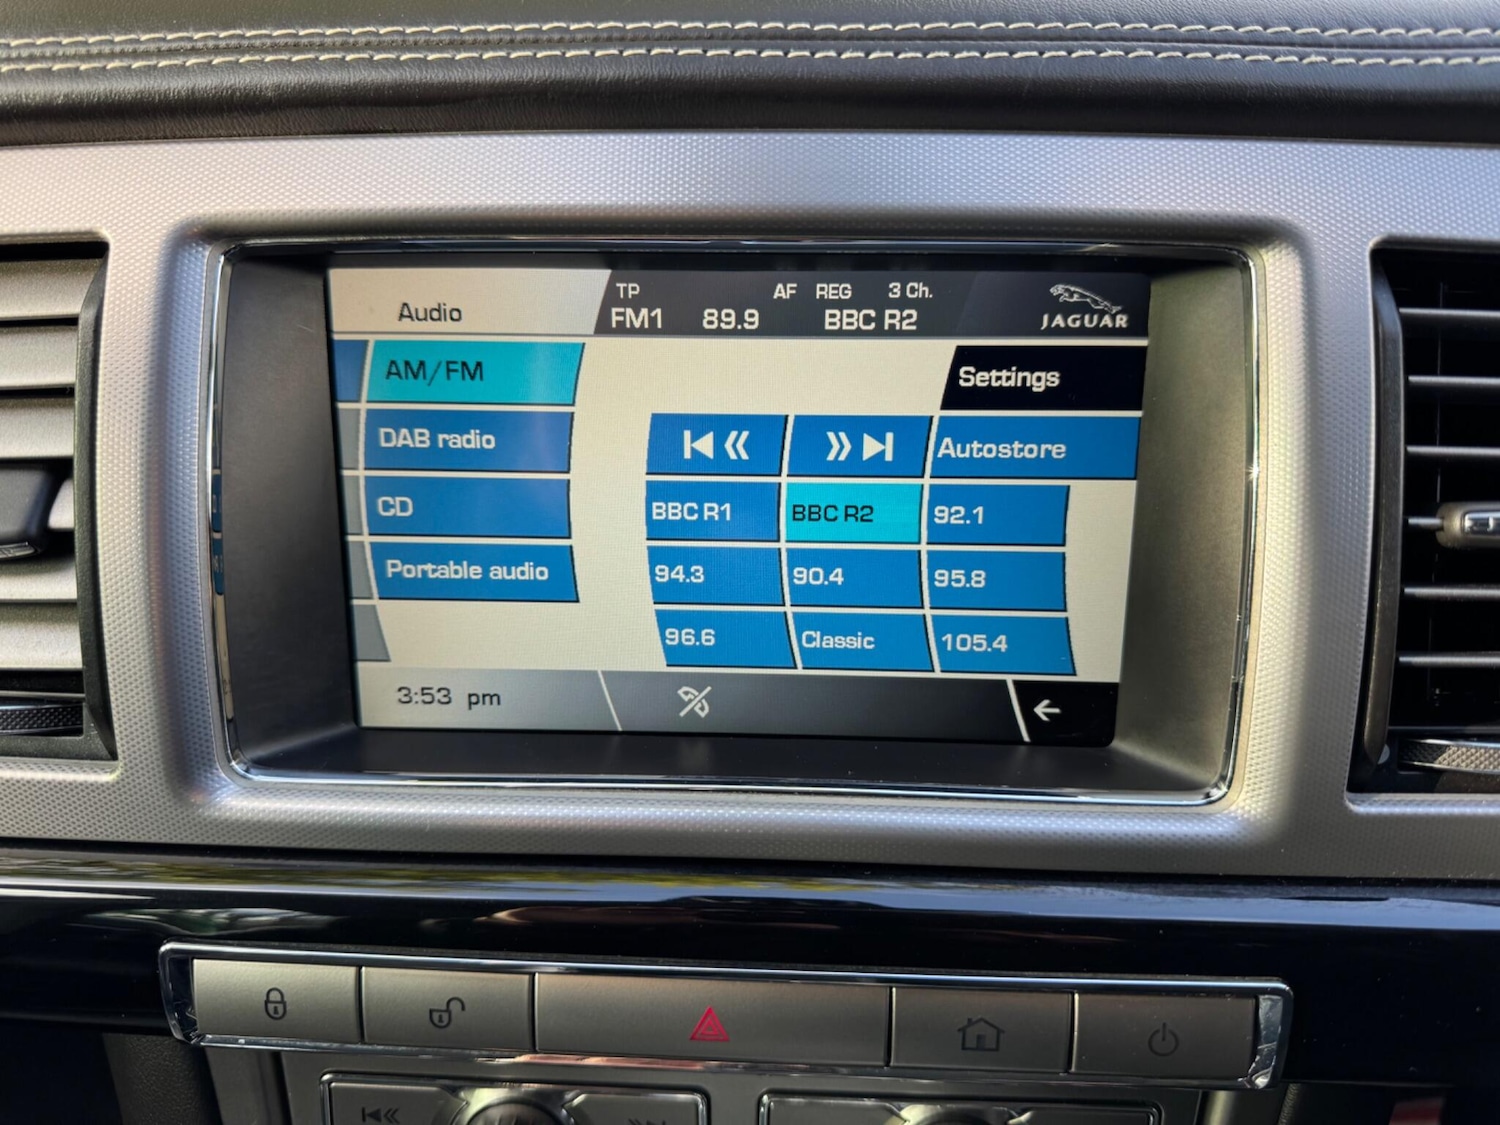 Audio
TP AF REG 3 Ch.
FM1 89.9 BBC R2
JAGUAR
AM/FM
Settings
DAB radio
Autostore
CD
BBC R1 BBC R2 92.1
Portable audio
94.3 90.4 95.8
96.6 Classic 105.4
3:53 pm